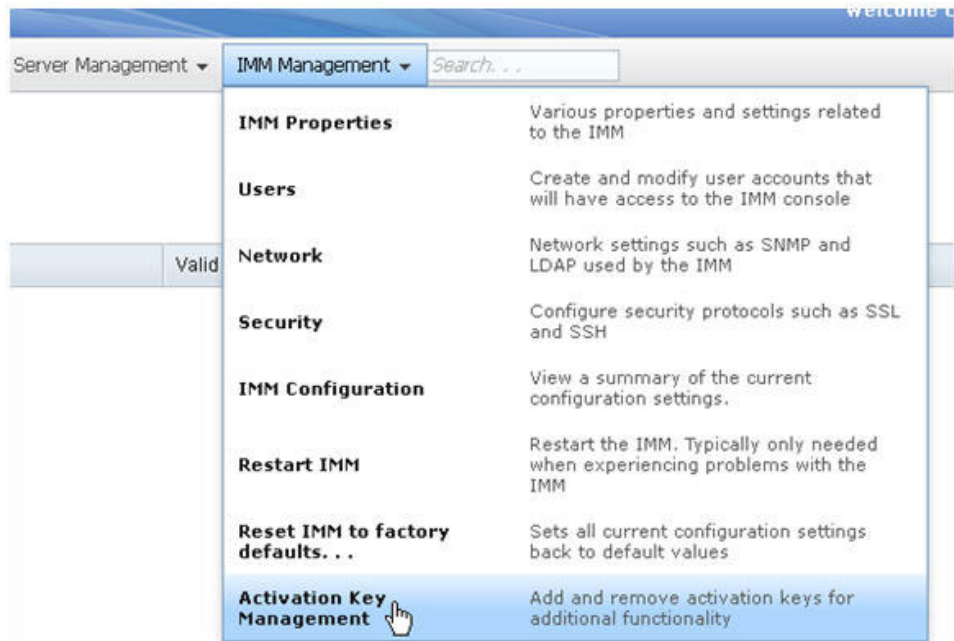 Welcome
Server Management IMM Management Search. . .
IMM Properties Various properties and settings related
to the IMM
Users Create and modify user accounts that
will have access to the IMM console
Valid
Network Network settings such as SNMP and
LDAP used by the IMM
Security Configure security protocols such as SSL
and SSH
IMM Configuration View a summary of the current
configuration settings.
Restart IMM Restart the IMM. Typically only needed
when experiencing problems with the
IMM
Reset IMM to factory Sets all current configuration settings
defaults. . . back to default values
Activation Key Add and remove activation keys for
Management additional functionality